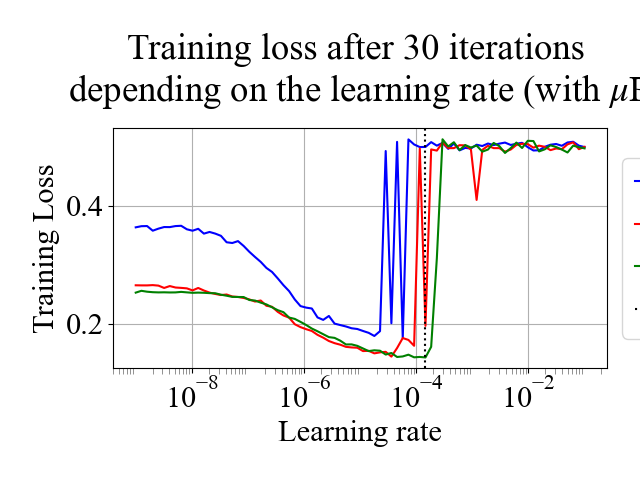 Training loss after 30 iterations
depending on the learning rate (with
Training Loss
0.4
0.2
10⁻⁸
10⁻⁶
10⁻⁴
10⁻²
Learning rate